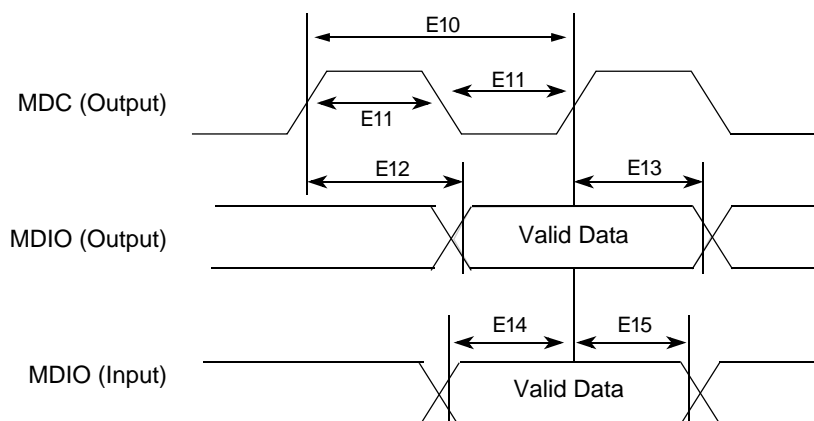 E10
MDC (Output)
E11
E11
E12
E13
MDIO (Output)
Valid Data
E14
E15
MDIO (Input)
Valid Data